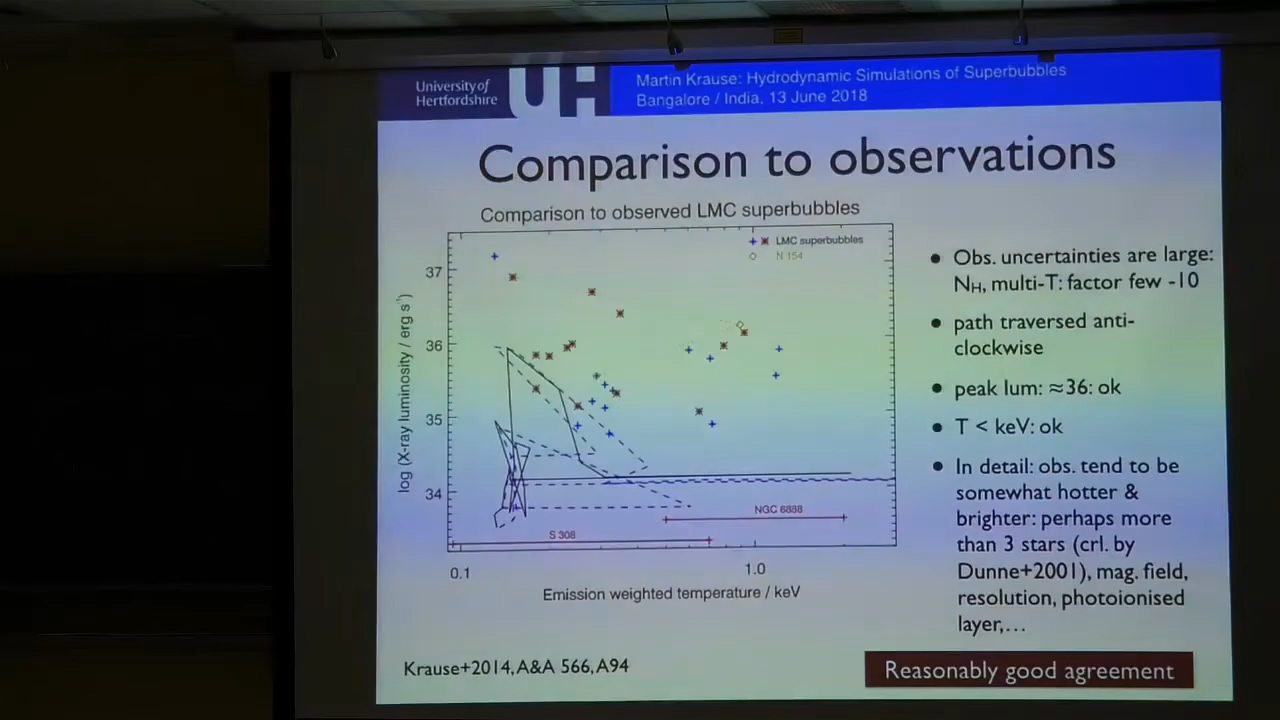 University of
Hertfordshire
UH
Martin Krause: Hydrodynamic Simulations of Superbubbles
Bangalore / India, 13 June 2018
Comparison to observations
Comparison to observed LMC superbubbles
LMC superbubbles
N 154
37
36
35
34
log (X-ray luminosity / erg s⁻¹)
NGC 6888
S 308
0.1
1.0
Emission weighted temperature / keV
• Obs. uncertainties are large:
NH, multi-T: factor few -10
• path traversed anti-
clockwise
• peak lum: ≈36: ok
• T < keV: ok
• In detail: obs. tend to be
somewhat hotter &
brighter: perhaps more
than 3 stars (crl. by
Dunne+2001), mag. field,
resolution, photoionised
layer,...
Krause+2014, A&A 566, A94
Reasonably good agreement